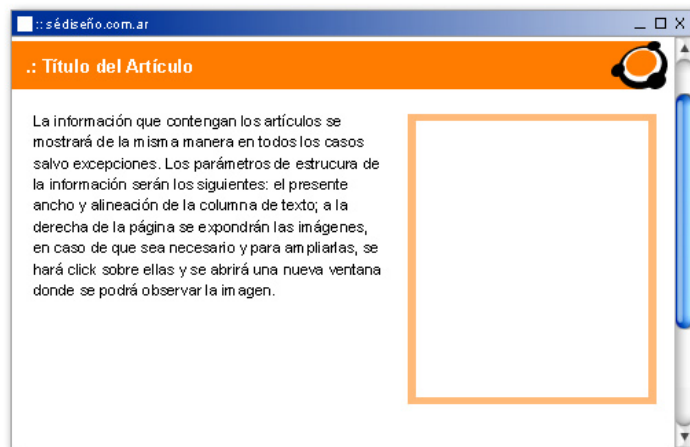 :: sédiseño.com.ar
.: Título del Artículo
La información que contengan los artículos se
mostrará de la misma manera en todos los casos
salvo excepciones. Los parámetros de estrucura de
la información serán los siguientes: el presente
ancho y alineación de la columna de texto; a la
derecha de la página se expondrán las imágenes,
en caso de que sea necesario y para ampliarlas, se
hará click sobre ellas y se abrirá una nueva ventana
donde se podrá observar la imagen.